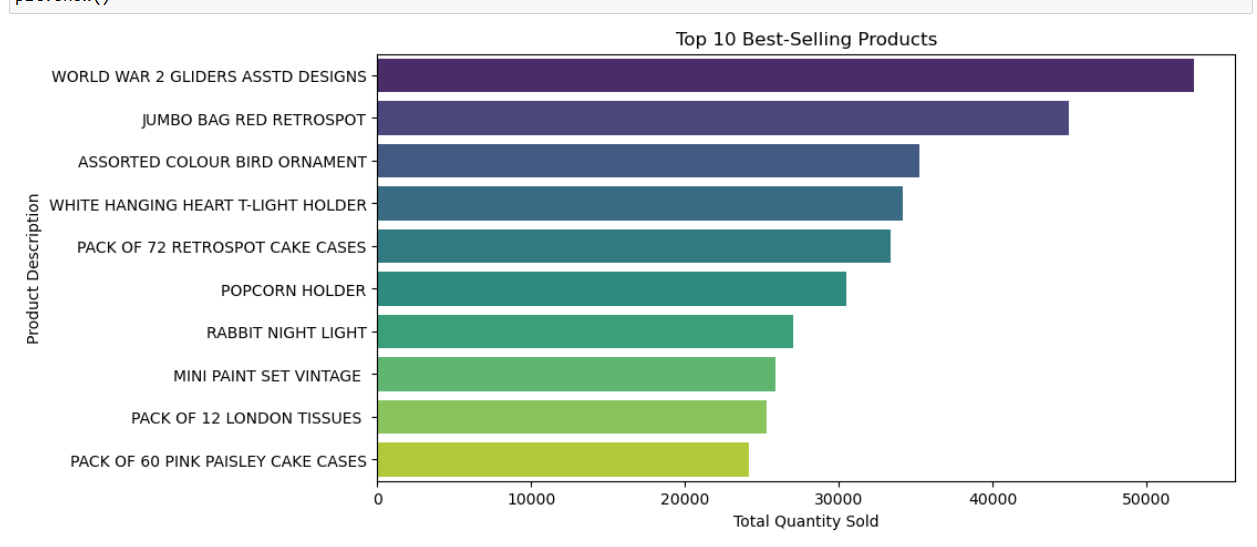 Top 10 Best-Selling Products
WORLD WAR 2 GLIDERS ASSTD DESIGNS
JUMBO BAG RED RETROSPOT
ASSORTED COLOUR BIRD ORNAMENT
WHITE HANGING HEART T-LIGHT HOLDER
PACK OF 72 RETROSPOT CAKE CASES
POPCORN HOLDER
RABBIT NIGHT LIGHT
MINI PAINT SET VINTAGE
PACK OF 12 LONDON TISSUES
PACK OF 60 PINK PAISLEY CAKE CASES
Product Description
0 10000 20000 30000 40000 50000
Total Quantity Sold